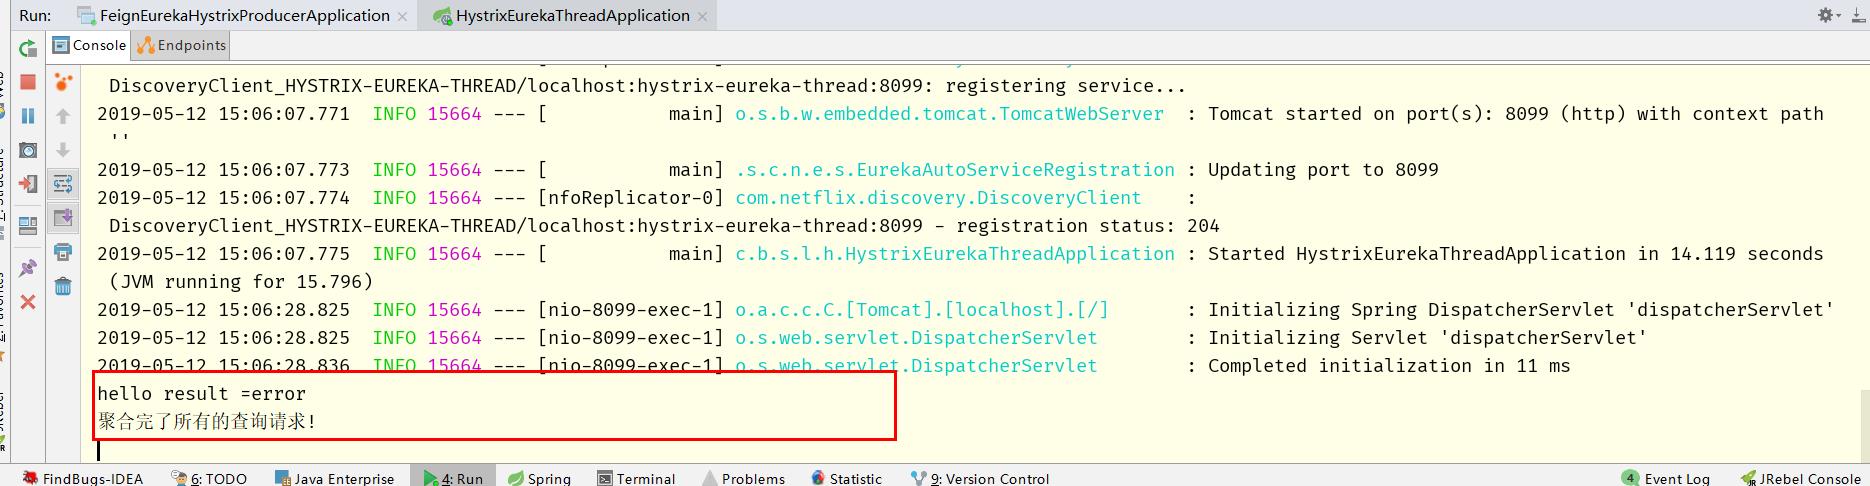 Run: FeignEurekaHystrixProducerApplication × HystrixEurekaThreadApplication ×
Console Endpoints
DiscoveryClient_HYSTRIX-EUREKA-THREAD/localhost:hystrix-eureka-thread:8099: registering service...
2019-05-12 15:06:07.771  INFO 15664 --- [           main] o.s.b.w.embedded.tomcat.TomcatWebServer  : Tomcat started on port(s): 8099 (http) with context path
''
2019-05-12 15:06:07.773  INFO 15664 --- [           main] .s.c.n.e.s.EurekaAutoServiceRegistration : Updating port to 8099
2019-05-12 15:06:07.774  INFO 15664 --- [nfoReplicator-0] com.netflix.discovery.DiscoveryClient    :
DiscoveryClient_HYSTRIX-EUREKA-THREAD/localhost:hystrix-eureka-thread:8099 - registration status: 204
2019-05-12 15:06:07.775  INFO 15664 --- [           main] c.b.s.l.h.HystrixEurekaThreadApplication : Started HystrixEurekaThreadApplication in 14.119 seconds
(JVM running for 15.796)
2019-05-12 15:06:28.825  INFO 15664 --- [nio-8099-exec-1] o.a.c.c.C.[Tomcat].[localhost].[/]       : Initializing Spring DispatcherServlet 'dispatcherServlet'
2019-05-12 15:06:28.825  INFO 15664 --- [nio-8099-exec-1] o.s.web.servlet.DispatcherServlet        : Initializing Servlet 'dispatcherServlet'
2019-05-12 15:06:28.836  INFO 15664 --- [nio-8099-exec-1] o.s.web.servlet.DispatcherServlet        : Completed initialization in 11 ms
hello result =error
聚合完了所有的查询请求!
FindBugs-IDEA 6: TODO Java Enterprise 4: Run Spring Terminal Problems Statistic 9: Version Control 4 Event Log JRebel Console